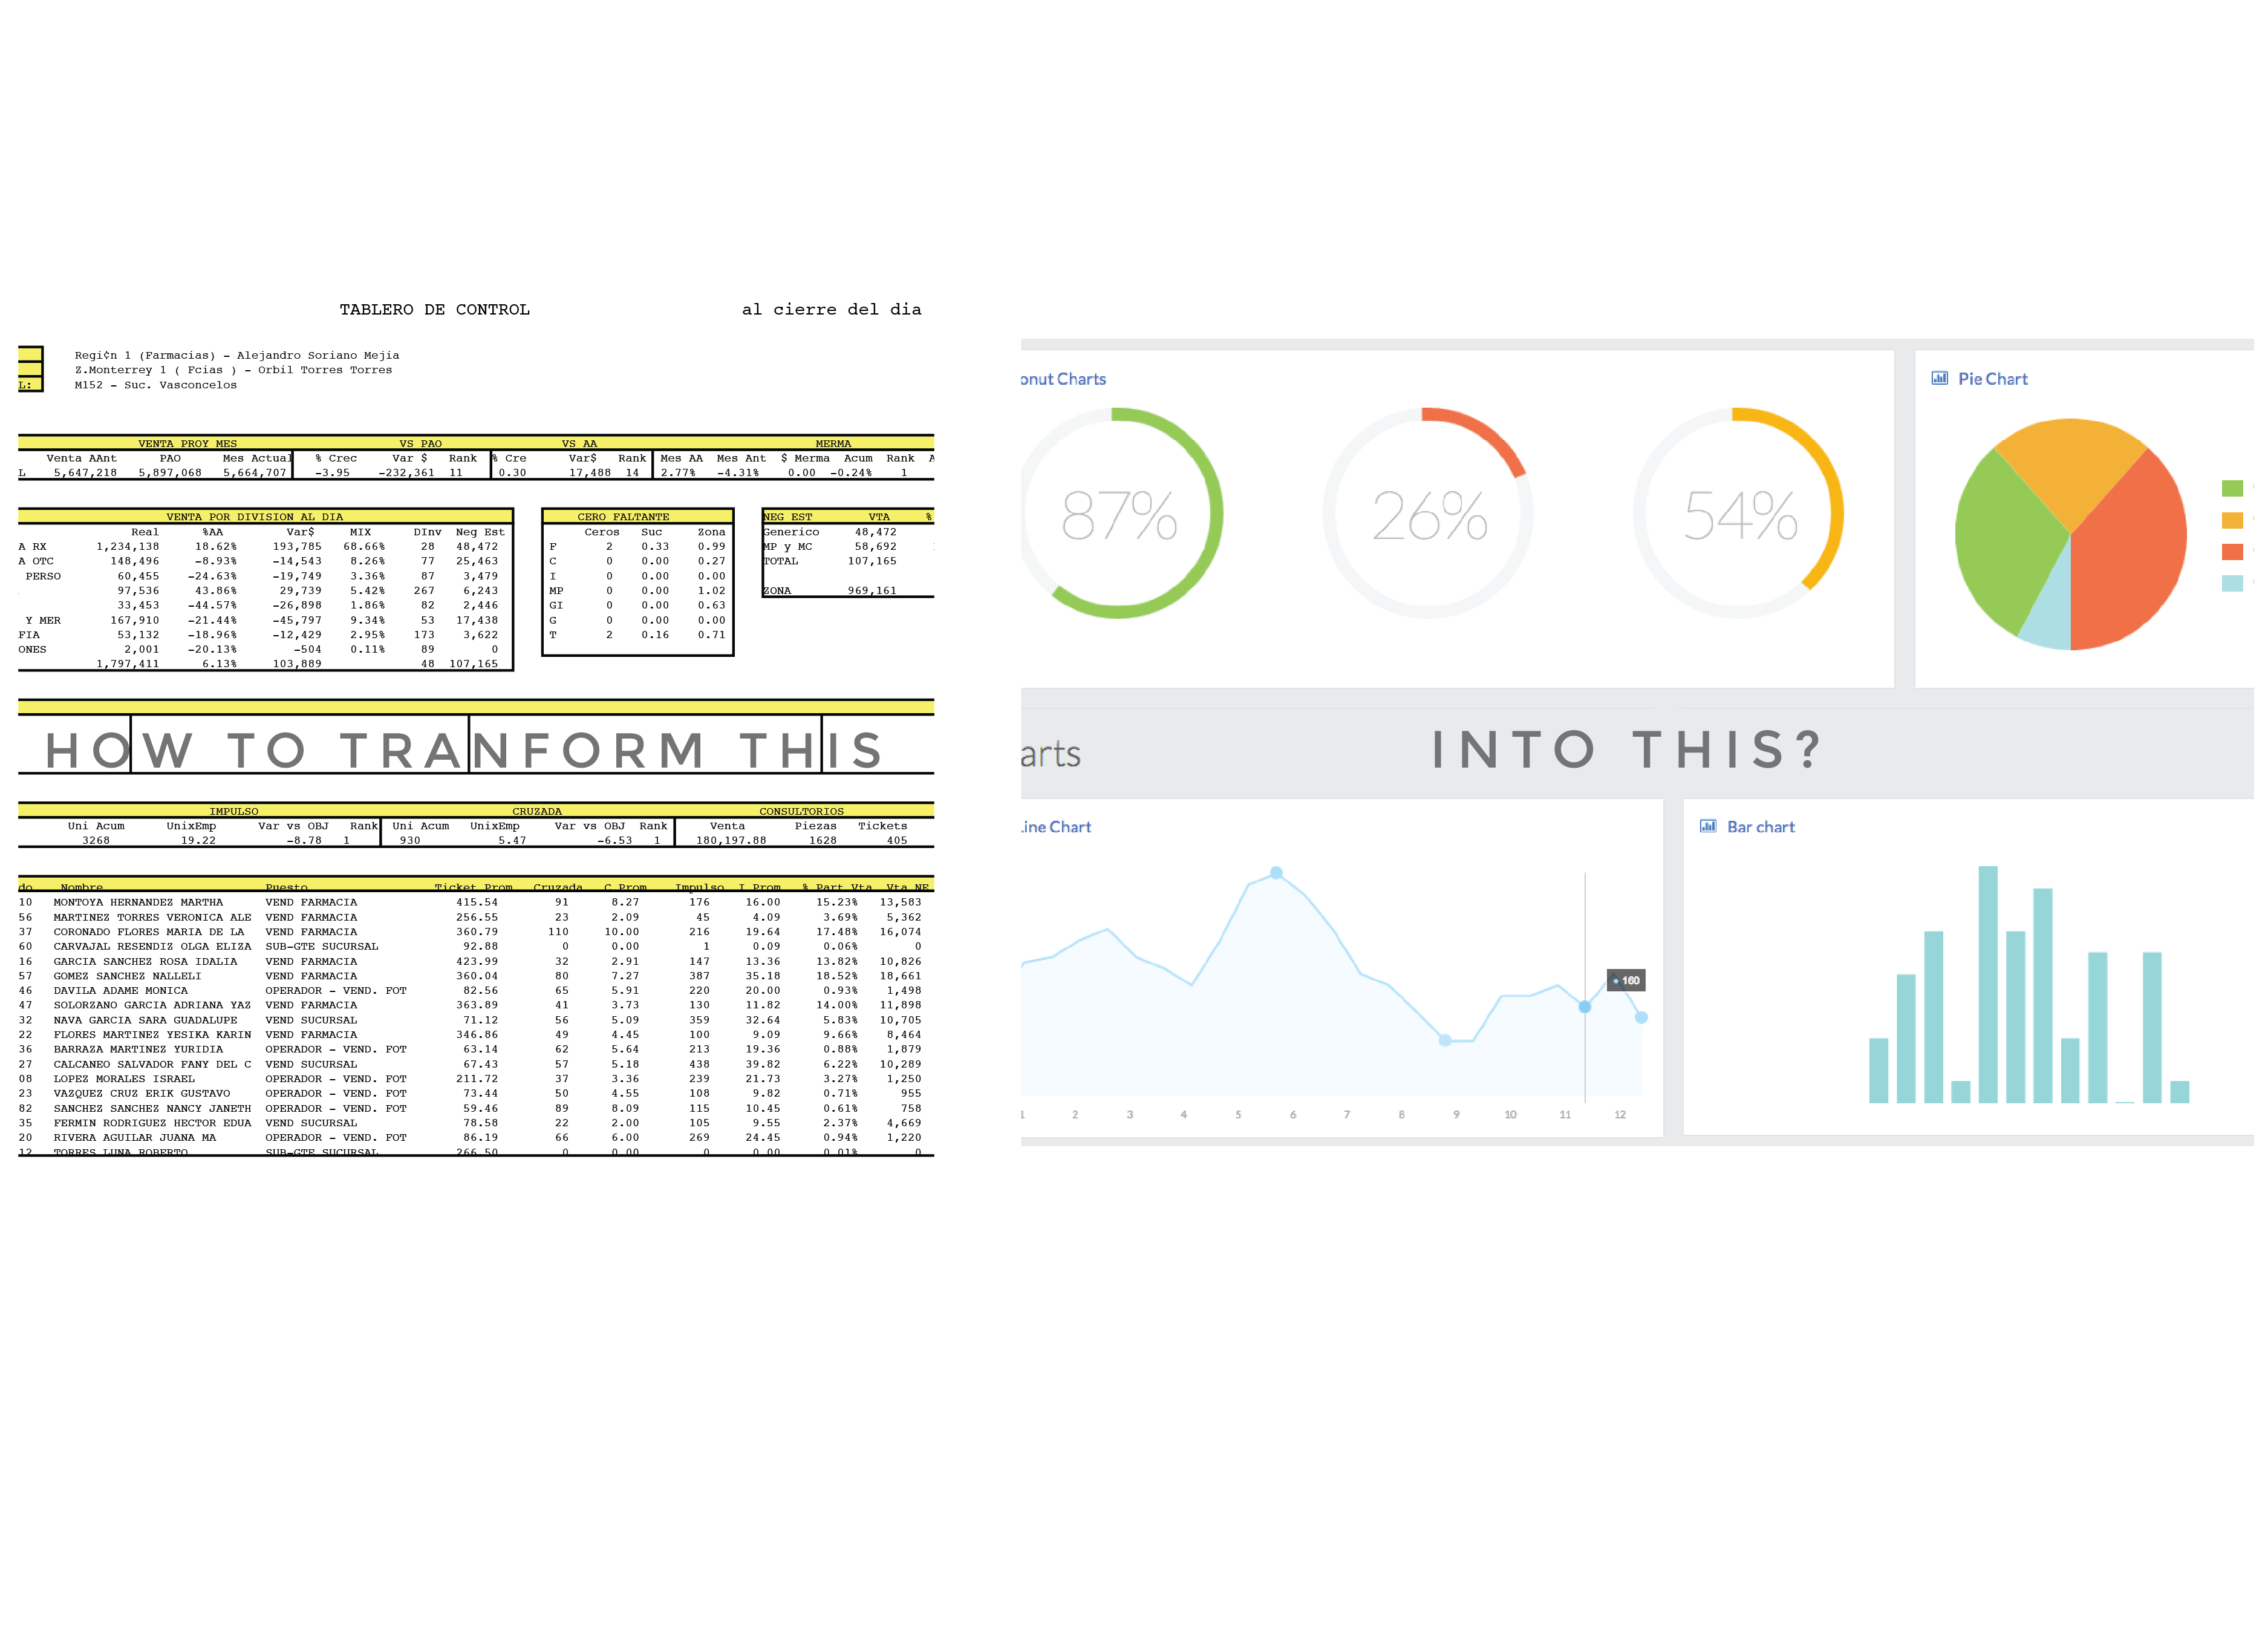 TABLERO DE CONTROL al cierre del dia
Regi¢n 1 (Farmacias) - Alejandro Soriano Mejia
Z.Monterrey 1 ( Fcias ) - Orbil Torres Torres
L: M152 - Suc. Vasconcelos
VENTA PROY MES VS PAO VS AA MERMA
Venta AAnt PAO Mes Actual % Crec Var $ Rank % Cre Var$ Rank Mes AA Mes Ant $ Merma Acum Rank A
L 5,647,218 5,897,068 5,664,707 -3.95 -232,361 11 0.30 17,488 14 2.77% -4.31% 0.00 -0.24% 1
VENTA POR DIVISION AL DIA
Real %AA Var$ MIX DInv Neg Est
A RX 1,234,138 18.62% 193,785 68.66% 28 48,472
A OTC 148,496 -8.93% -14,543 8.26% 77 25,463
PERSO 60,455 -24.63% -19,749 3.36% 87 3,479
97,536 43.86% 29,739 5.42% 267 6,243
33,453 -44.57% -26,898 1.86% 82 2,446
Y MER 167,910 -21.44% -45,797 9.34% 53 17,438
FIA 53,132 -18.96% -12,429 2.95% 173 3,622
ONES 2,001 -20.13% -504 0.11% 89 0
1,797,411 6.13% 103,889 48 107,165
CERO FALTANTE
Ceros Suc Zona
F 2 0.33 0.99
C 0 0.00 0.27
I 0 0.00 0.00
MP 0 0.00 1.02
GI 0 0.00 0.63
G 0 0.00 0.00
T 2 0.16 0.71
NEG EST VTA %
Generico 48,472
MP y MC 58,692
TOTAL 107,165
ZONA 969,161
HOW TO TRANFORM THIS
IMPULSO CRUZADA CONSULTORIOS
Uni Acum UnixEmp Var vs OBJ Rank Uni Acum UnixEmp Var vs OBJ Rank Venta Piezas Tickets
3268 19.22 -8.78 1 930 5.47 -6.53 1 180,197.88 1628 405
do Nombre Puesto Ticket Prom Cruzada C Prom Impulso I Prom % Part Vta Vta NE
10 MONTOYA HERNANDEZ MARTHA VEND FARMACIA 415.54 91 8.27 176 16.00 15.23% 13,583
56 MARTINEZ TORRES VERONICA ALE VEND FARMACIA 256.55 23 2.09 45 4.09 3.69% 5,362
37 CORONADO FLORES MARIA DE LA VEND FARMACIA 360.79 110 10.00 216 19.64 17.48% 16,074
60 CARVAJAL RESENDIZ OLGA ELIZA SUB-GTE SUCURSAL 92.88 0 0.00 1 0.09 0.06% 0
16 GARCIA SANCHEZ ROSA IDALIA VEND FARMACIA 423.99 32 2.91 147 13.36 13.82% 10,826
57 GOMEZ SANCHEZ NALLELI VEND FARMACIA 360.04 80 7.27 387 35.18 18.52% 18,661
46 DAVILA ADAME MONICA OPERADOR - VEND. FOT 82.56 65 5.91 220 20.00 0.93% 1,498
47 SOLORZANO GARCIA ADRIANA YAZ VEND FARMACIA 363.89 41 3.73 130 11.82 14.00% 11,898
32 NAVA GARCIA SARA GUADALUPE VEND SUCURSAL 71.12 56 5.09 359 32.64 5.83% 10,705
22 FLORES MARTINEZ YESIKA KARIN VEND FARMACIA 346.86 49 4.45 100 9.09 9.66% 8,464
36 BARRAZA MARTINEZ YURIDIA OPERADOR - VEND. FOT 63.14 62 5.64 213 19.36 0.88% 1,879
27 CALCANEO SALVADOR FANY DEL C VEND SUCURSAL 67.43 57 5.18 438 39.82 6.22% 10,289
08 LOPEZ MORALES ISRAEL OPERADOR - VEND. FOT 211.72 37 3.36 239 21.73 3.27% 1,250
23 VAZQUEZ CRUZ ERIK GUSTAVO OPERADOR - VEND. FOT 73.44 50 4.55 108 9.82 0.71% 955
82 SANCHEZ SANCHEZ NANCY JANETH OPERADOR - VEND. FOT 59.46 89 8.09 115 10.45 0.61% 758
35 FERMIN RODRIGUEZ HECTOR EDUA VEND SUCURSAL 78.58 22 2.00 105 9.55 2.37% 4,669
20 RIVERA AGUILAR JUANA MA OPERADOR - VEND. FOT 86.19 66 6.00 269 24.45 0.94% 1,220
12 TORRES LUNA ROBERTO SUB-GTE SUCURSAL 266.50 0 0.00 0 0.00 0.01% 0
onut Charts
87% 26% 54%
Pie Chart
arts
INTO THIS?
Line Chart
160
1 2 3 4 5 6 7 8 9 10 11 12
Bar chart